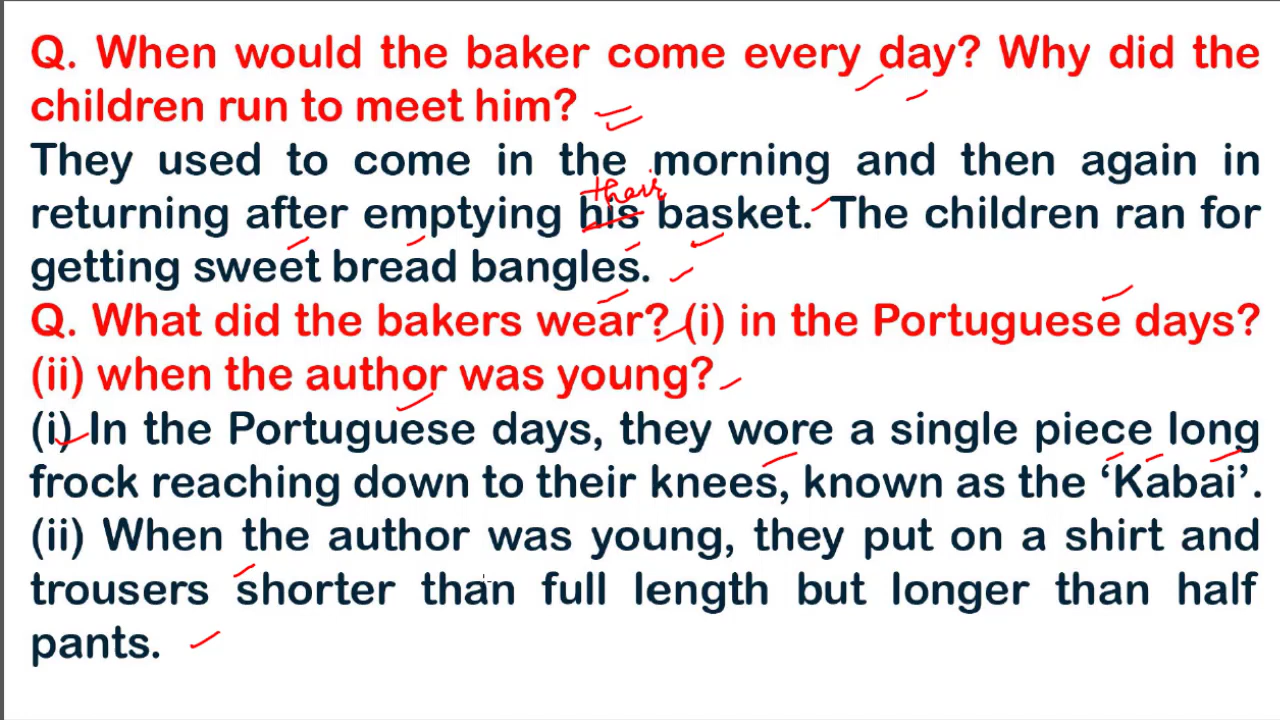 Q. When would the baker come every day? Why did the
children run to meet him?
They used to come in the morning and then again in
their
returning after emptying his basket. The children ran for
getting sweet bread bangles.
Q. What did the bakers wear? (i) in the Portuguese days?
(ii) when the author was young?
(i) In the Portuguese days, they wore a single piece long
frock reaching down to their knees, known as the ‘Kabai’.
(ii) When the author was young, they put on a shirt and
trousers shorter than full length but longer than half
pants.